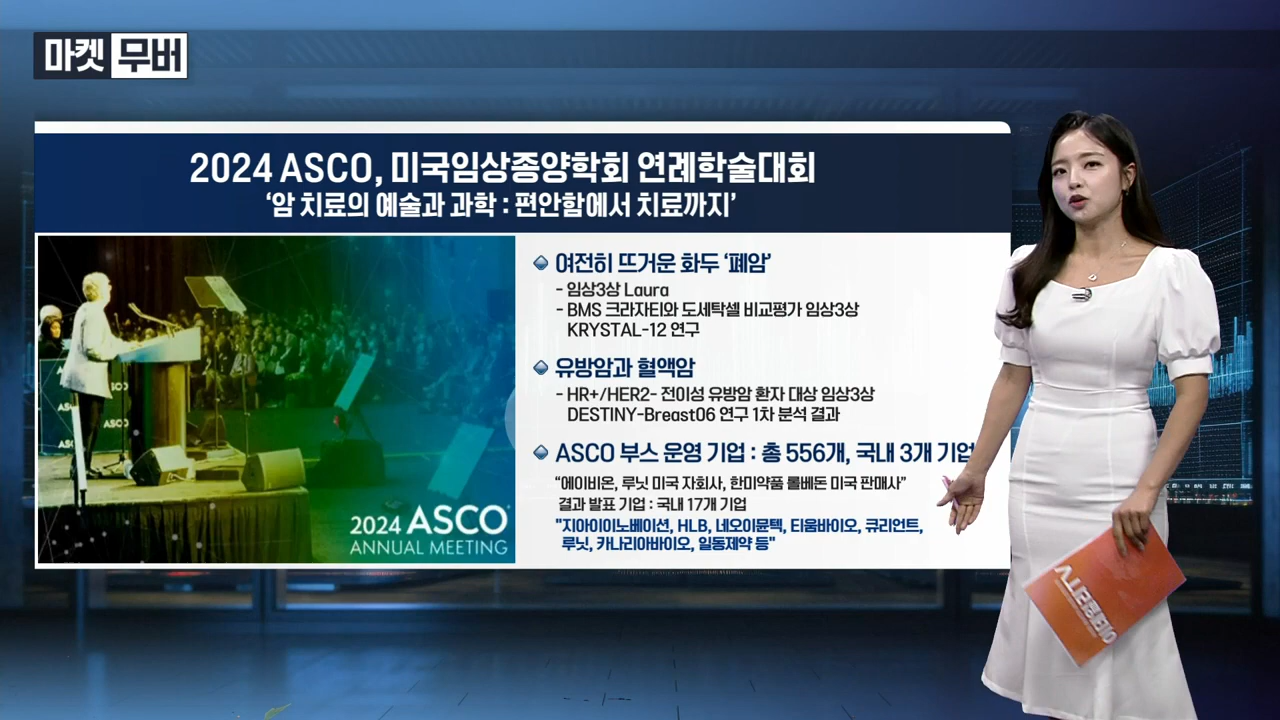 마켓 무버
2024 ASCO, 미국임상종양학회 연례학술대회
‘암 치료의 예술과 과학 : 편안함에서 치료까지’
여전히 뜨거운 화두 ‘폐암’
- 임상3상 Laura
- BMS 크라자티와 도세탁셀 비교평가 임상3상
KRYSTAL-12 연구
유방암과 혈액암
- HR+/HER2- 전이성 유방암 환자 대상 임상3상
DESTINY-Breast06 연구 1차 분석 결과
ASCO 부스 운영 기업 : 총 556개, 국내 3개 기업
“에이비온, 루닛 미국 자회사, 한미약품 롤베돈 미국 판매사”
결과 발표 기업 : 국내 17개 기업
"지아이이노베이션, HLB, 네오이뮨텍, 티움바이오, 큐리언트,
루닛, 카나리아바이오, 일동제약 등"
2024 ASCO
ANNUAL MEETING